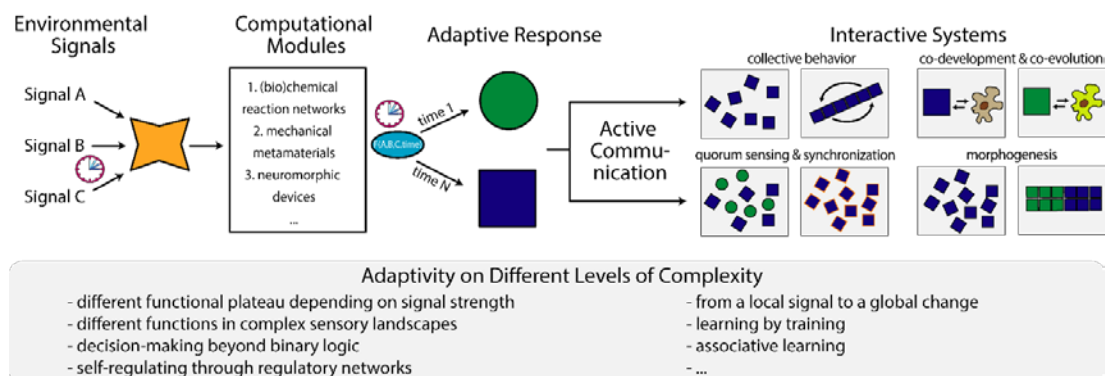 Environmental
Signals
Signal A
Signal B
Signal C
Computational
Modules
1. (bio)chemical
reaction networks
2. mechanical
metamaterials
3. neuromorphic
devices
...
F(A,B,C,time)
Adaptive Response
time 1
time N
Active
Commu-
nication
Interactive Systems
collective behavior
co-development & co-evolution
quorum sensing & synchronization
morphogenesis
Adaptivity on Different Levels of Complexity
- different functional plateau depending on signal strength
- different functions in complex sensory landscapes
- decision-making beyond binary logic
- self-regulating through regulatory networks
- from a local signal to a global change
- learning by training
- associative learning
- ...